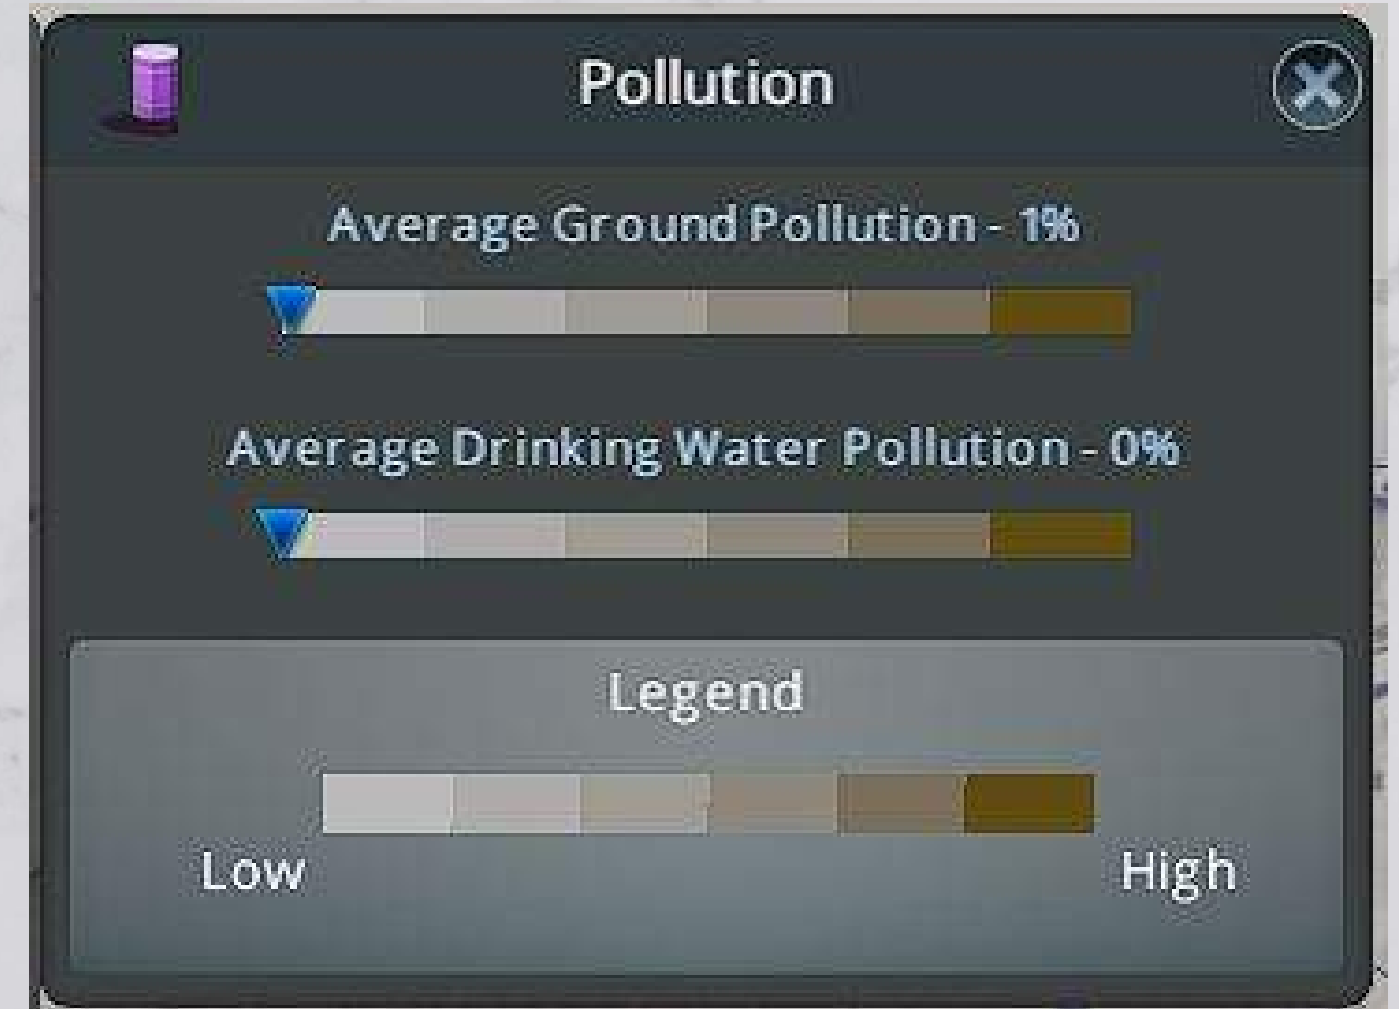 Pollution
Average Ground Pollution - 1%
Average Drinking Water Pollution - 0%
Legend
Low
High